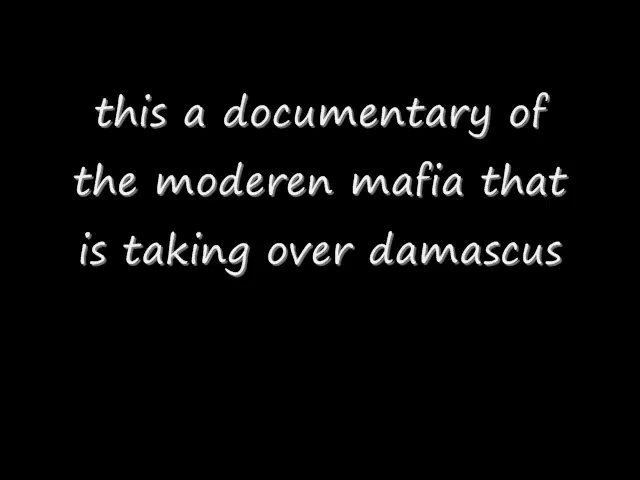 this a documentary of
the moderen mafia that
is taking over damascus